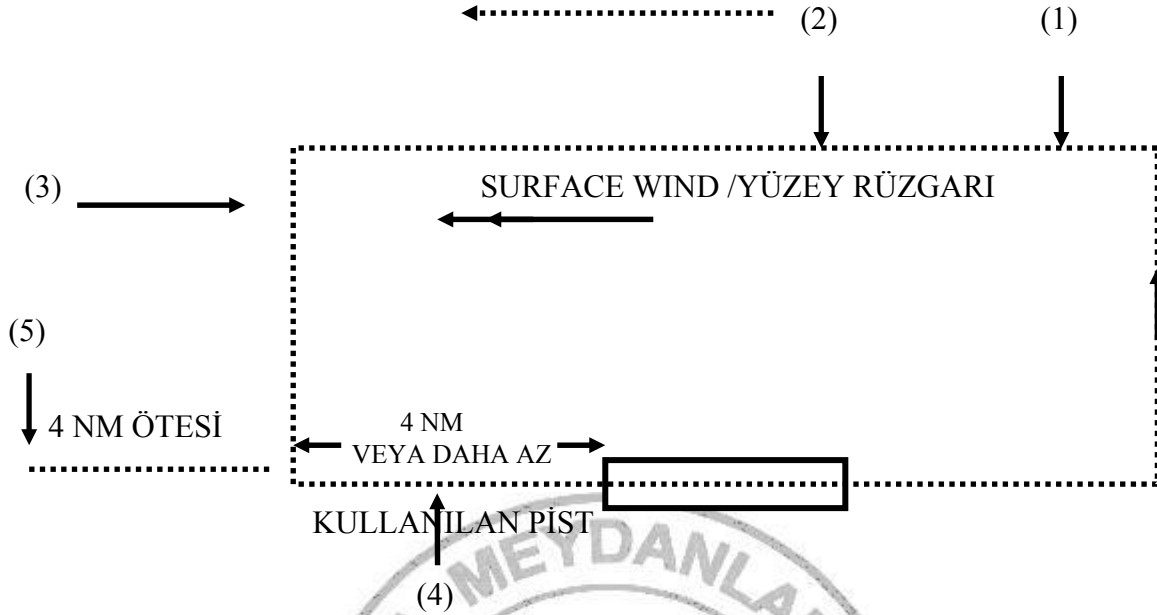 (2)
(1)
(3)
SURFACE WIND /YÜZEY RÜZGARI
(5)
4 NM ÖTESİ
4 NM
VEYA DAHA AZ
KULLANILAN PİST
MEYDANLA
(4)